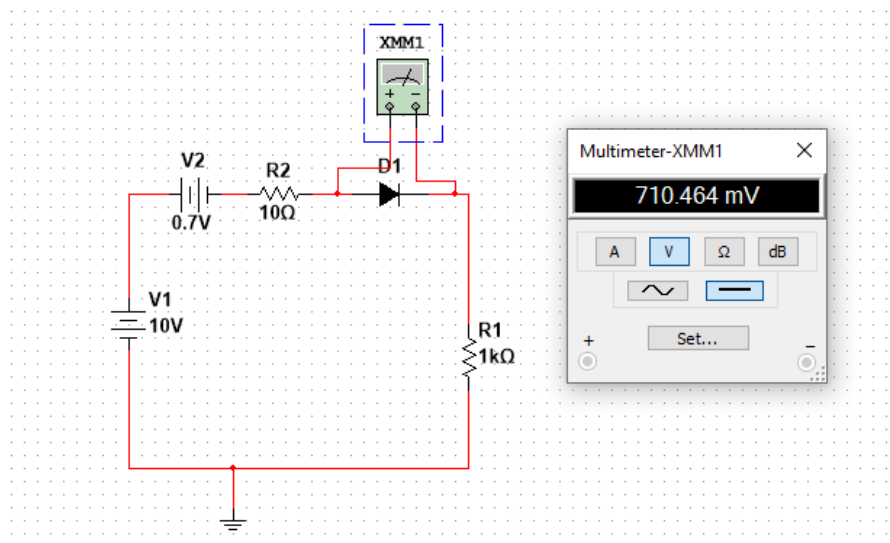 XMM1
+ −
V2
0.7V
R2
10Ω
D1
V1
10V
R1
1kΩ
Multimeter-XMM1
710.464 mV
A V Ω dB
Set...
+ −